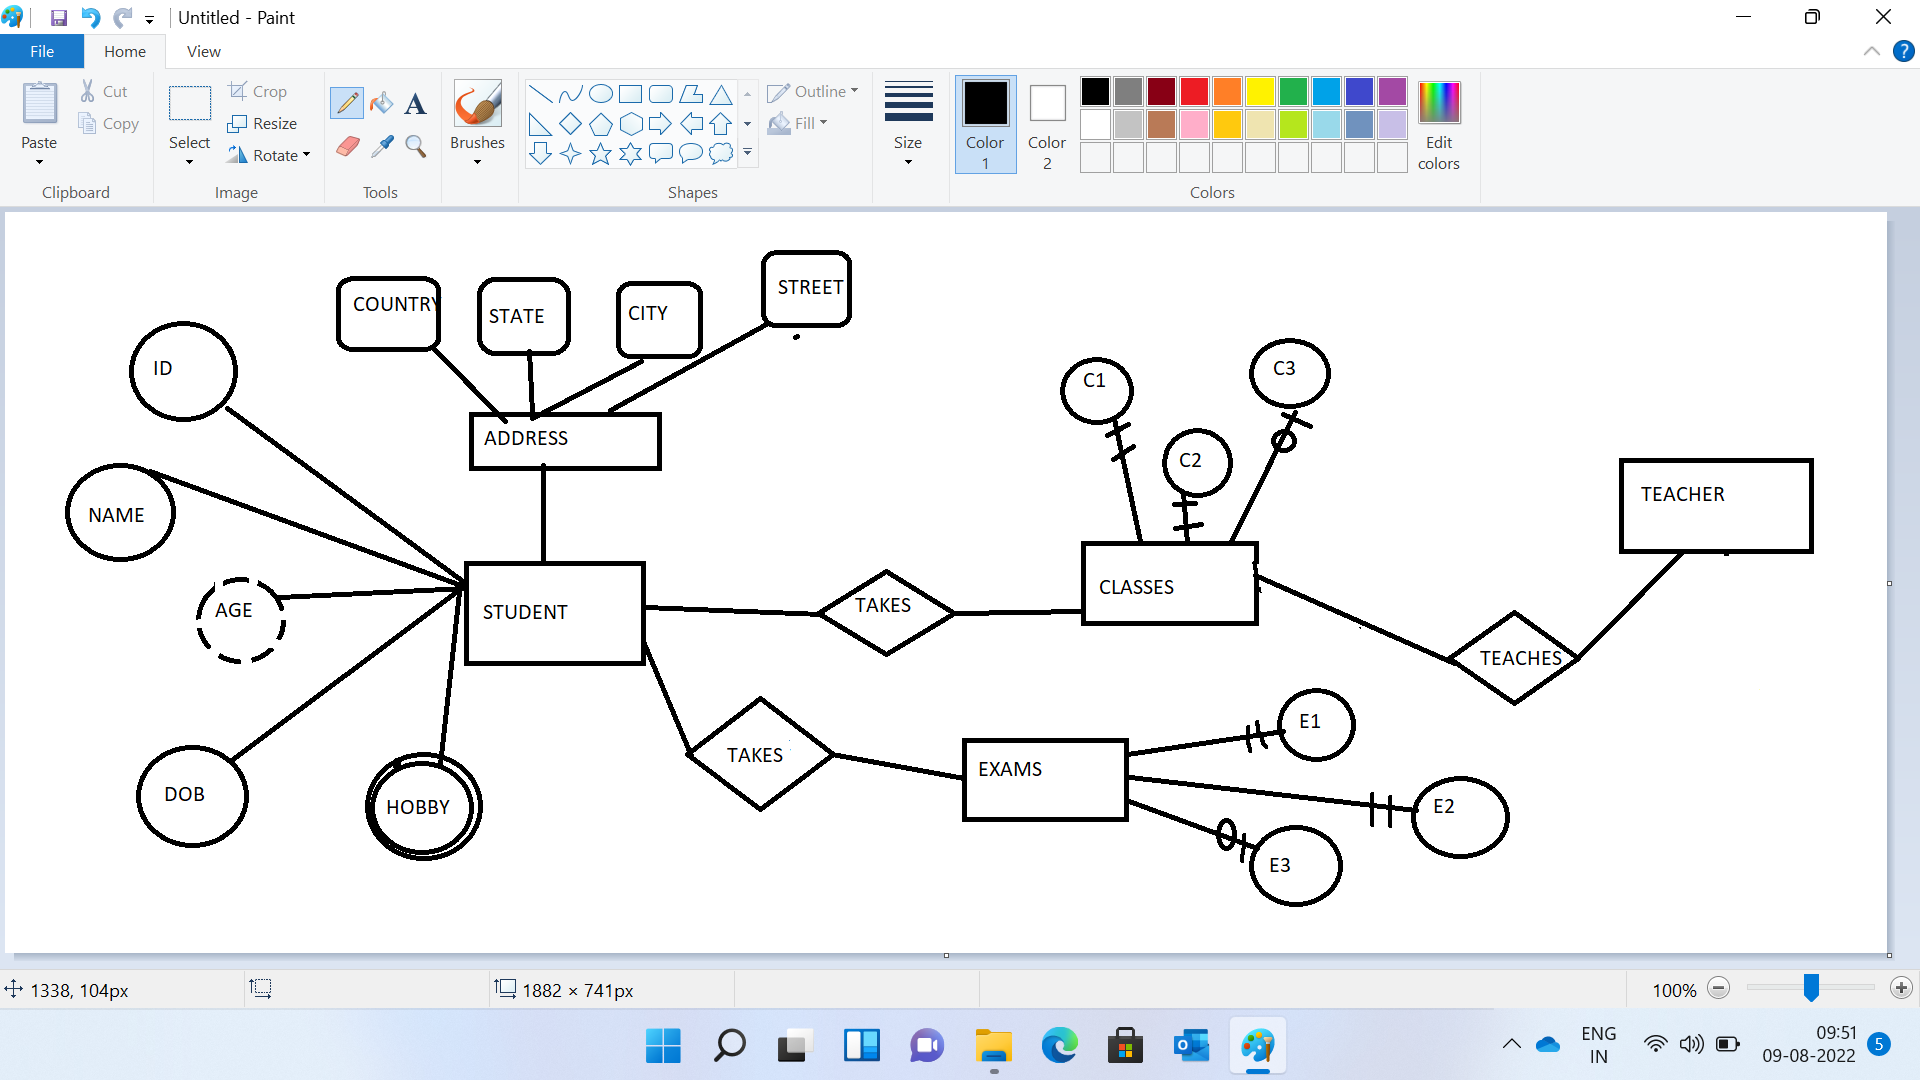 Untitled - Paint
File
Home
View
Paste
Cut
Copy
Clipboard
Select
Crop
Resize
Rotate
Image
A
Tools
Brushes
Outline
Fill
Shapes
Size
Color
1
Color
2
Edit
colors
Colors
?
STREET
COUNTRY
STATE
CITY
ID
ADDRESS
C1
C3
C2
TEACHER
NAME
AGE
STUDENT
TAKES
CLASSES
TEACHES
TAKES
EXAMS
E1
DOB
HOBBY
E2
E3
1338, 104px
1882 × 741px
100%
ENG
IN
09:51
09-08-2022
5